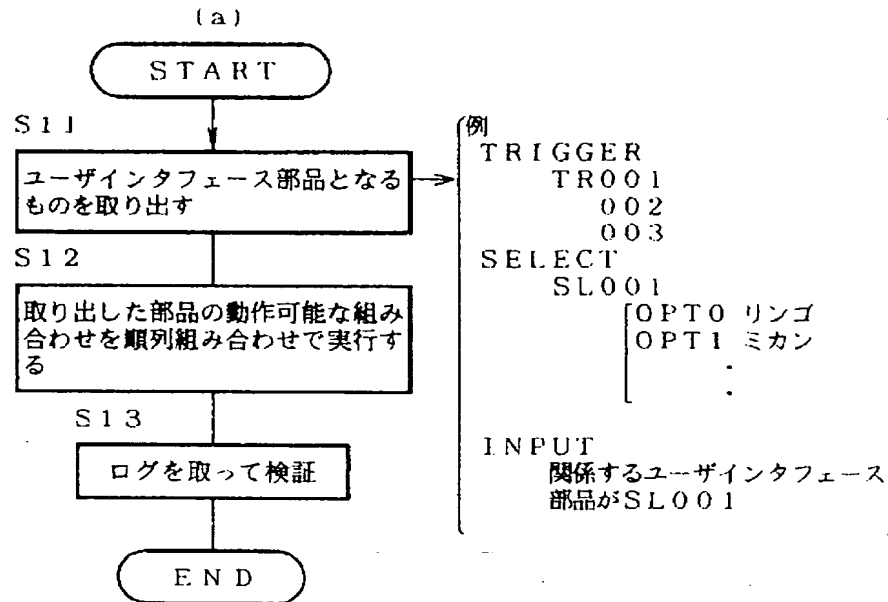 (a)
START
S11
ユーザインタフェース部品となる
ものを取り出す
S12
取り出した部品の動作可能な組み
合わせを順列組み合わせで実行す
る
S13
ログを取って検証
END
例
TRIGGER
TR001
002
003
SELECT
SL001
OPT0 リンゴ
OPT1 ミカン
・
・
INPUT
関係するユーザインタフェース
部品がSL001